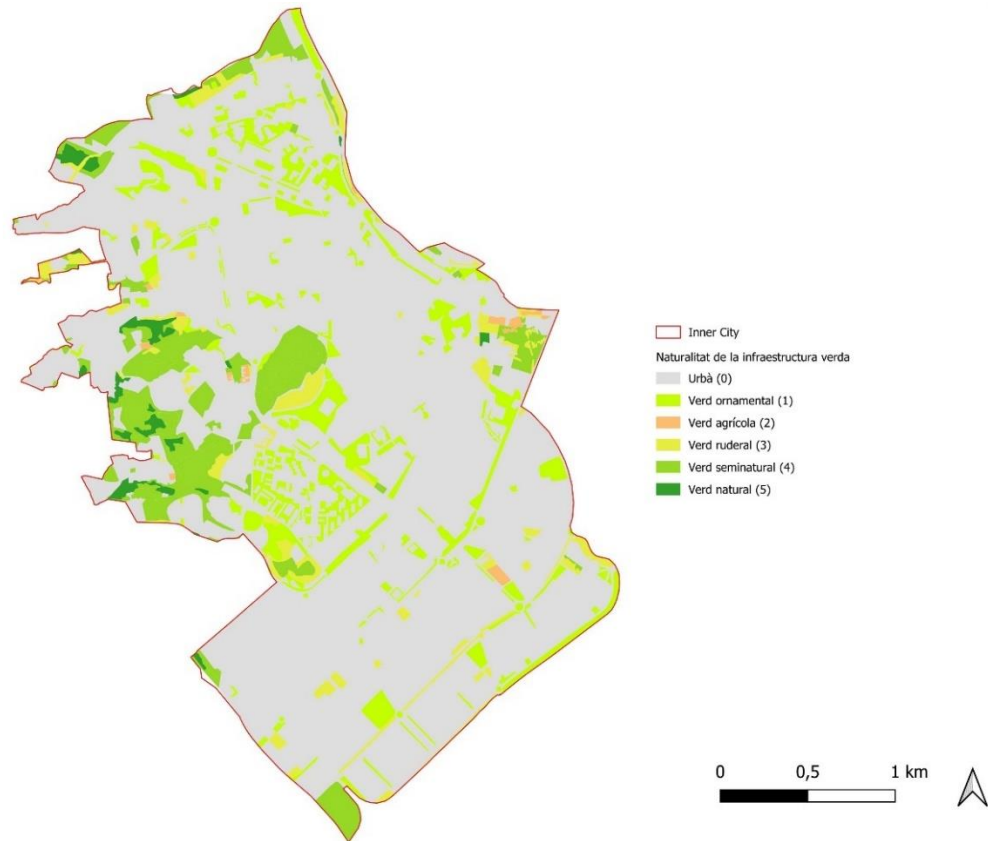 Inner City
Naturalitat de la infraestructura verda
Urbà (0)
Verd ornamental (1)
Verd agrícola (2)
Verd ruderal (3)
Verd seminatural (4)
Verd natural (5)
0 0,5 1 km